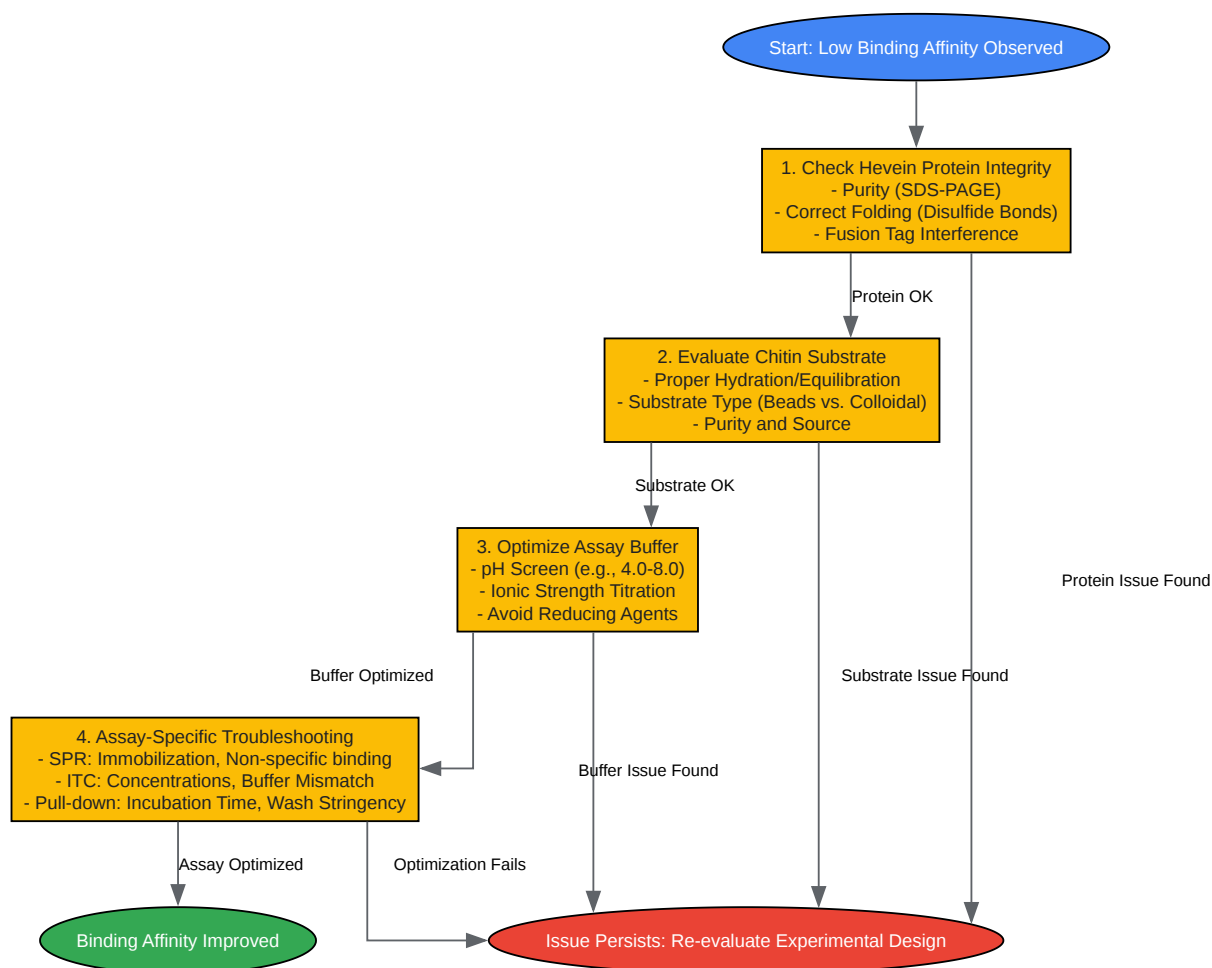 Start: Low Binding Affinity Observed
1. Check Hevein Protein Integrity
- Purity (SDS-PAGE)
- Correct Folding (Disulfide Bonds)
- Fusion Tag Interference
Protein OK
2. Evaluate Chitin Substrate
- Proper Hydration/Equilibration
- Substrate Type (Beads vs. Colloidal)
- Purity and Source
Substrate OK
3. Optimize Assay Buffer
- pH Screen (e.g., 4.0-8.0)
- Ionic Strength Titration
- Avoid Reducing Agents
Protein Issue Found
Buffer Optimized
Substrate Issue Found
4. Assay-Specific Troubleshooting
- SPR: Immobilization, Non-specific binding
- ITC: Concentrations, Buffer Mismatch
- Pull-down: Incubation Time, Wash Stringency
Buffer Issue Found
Assay Optimized
Optimization Fails
Binding Affinity Improved
Issue Persists: Re-evaluate Experimental Design